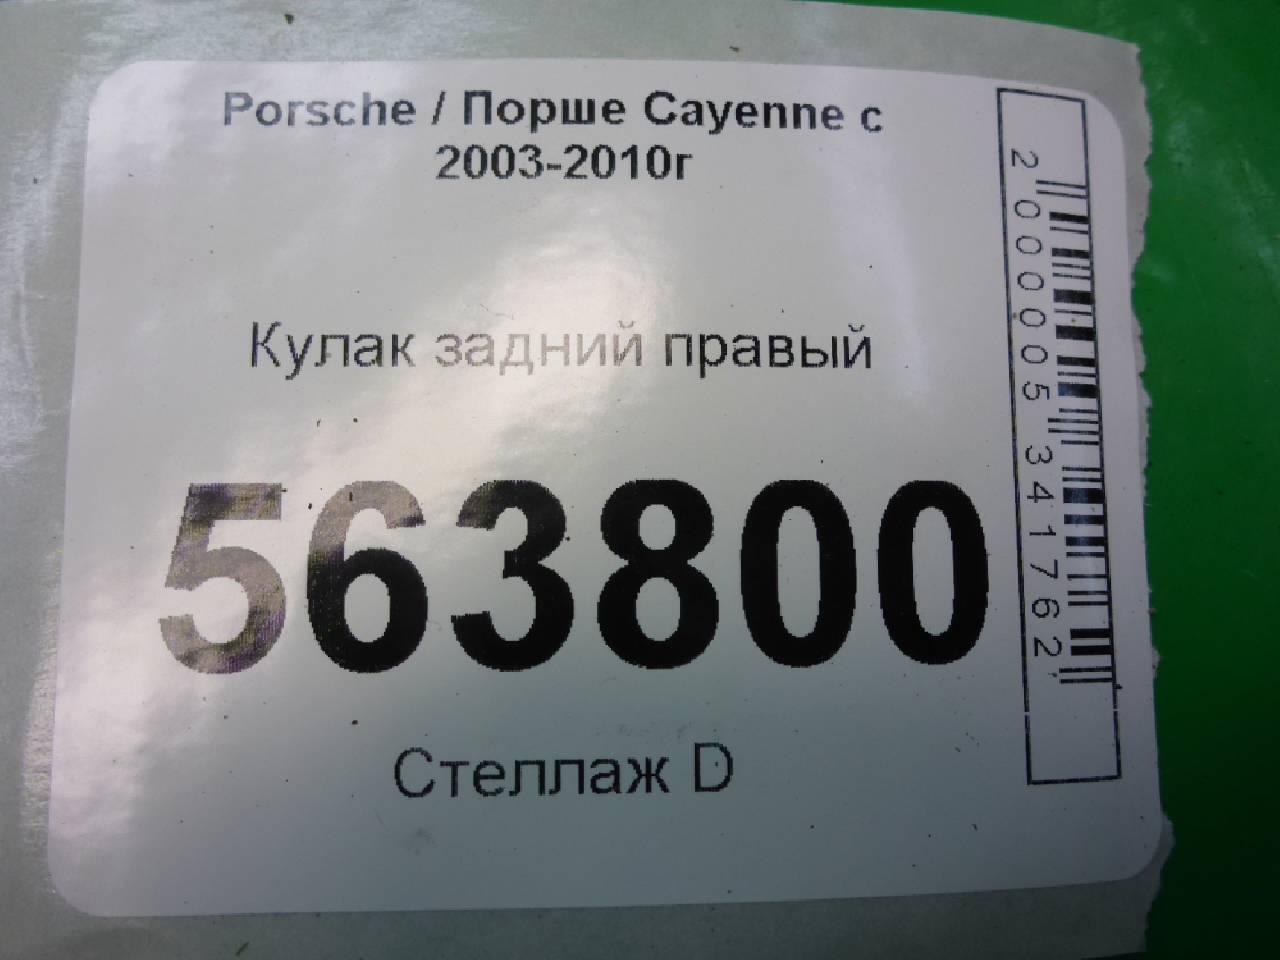 Porsche / Порше Cayenne с
2003-2010г
Кулак задний правый
563800
Стеллаж D
2000005341762